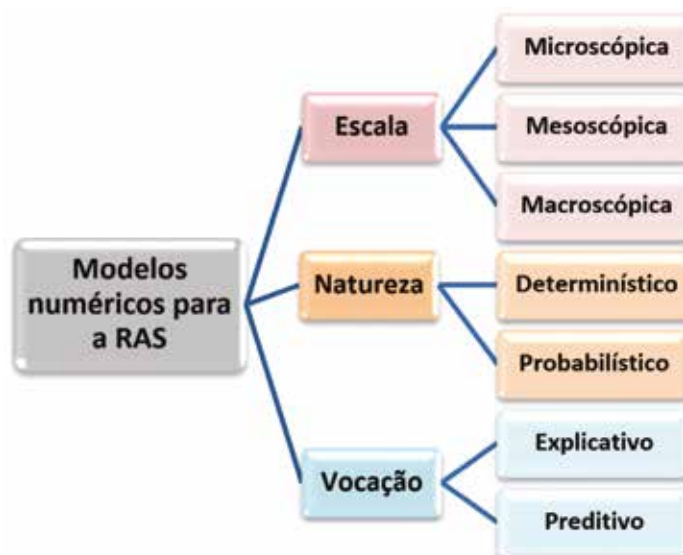 Modelos
numéricos para
a RAS
Escala
Microscópica
Mesoscópica
Macroscópica
Natureza
Determinístico
Probabilístico
Vocação
Explicativo
Preditivo